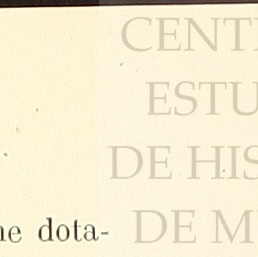 CENT
ESTU
DE HIS
ne dota- DE M